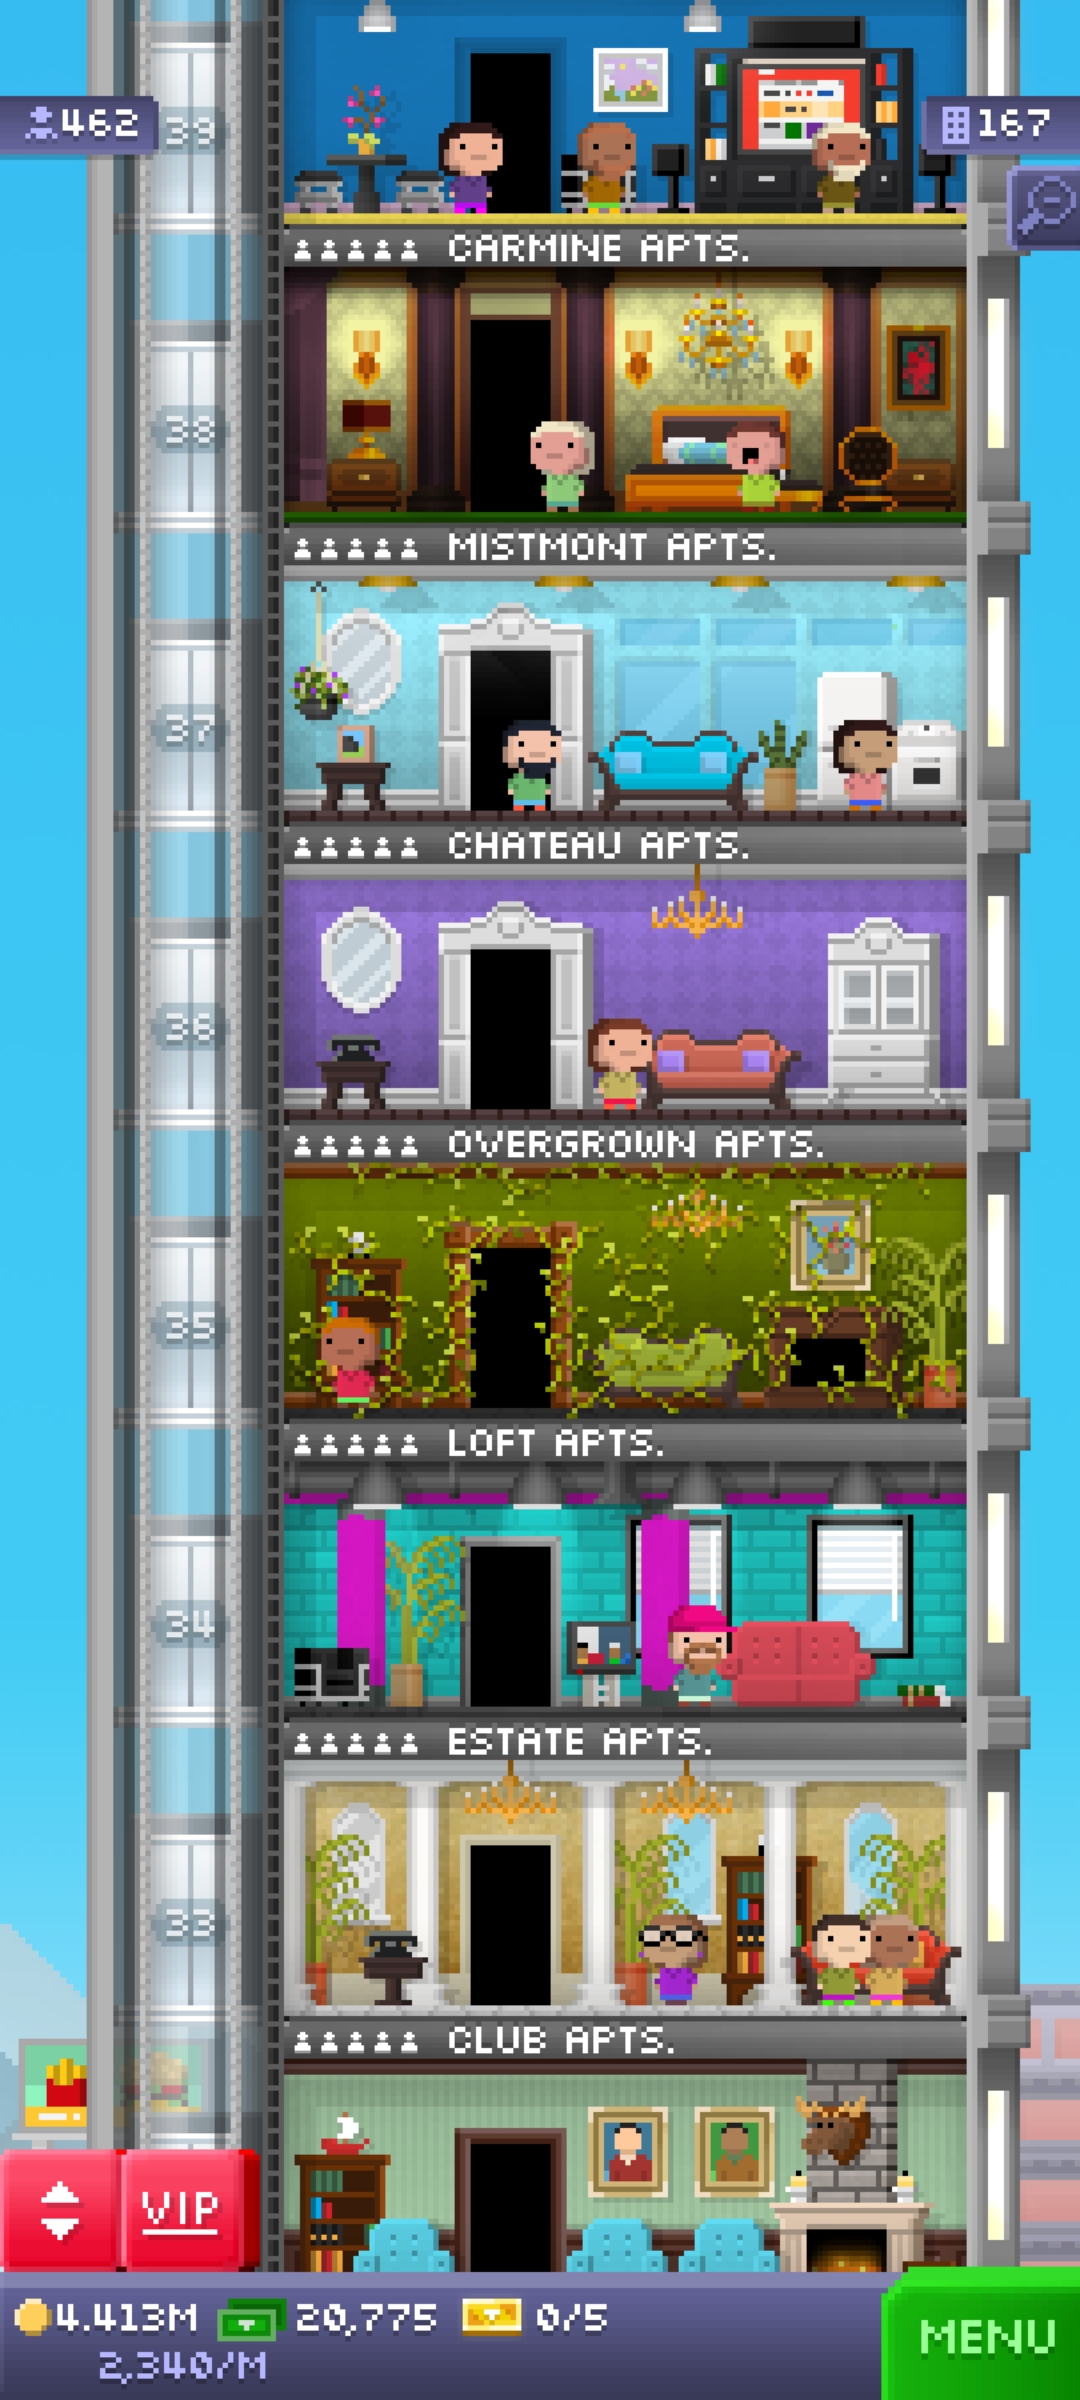 462
39
167
CARMINE APTS.
38
MISTMONT APTS.
37
CHATEAU APTS.
36
OVERGROWN APTS.
35
LOFT APTS.
34
ESTATE APTS.
33
CLUB APTS.
VIP
4.413M 20,775 0/5
2,340/M
MENU